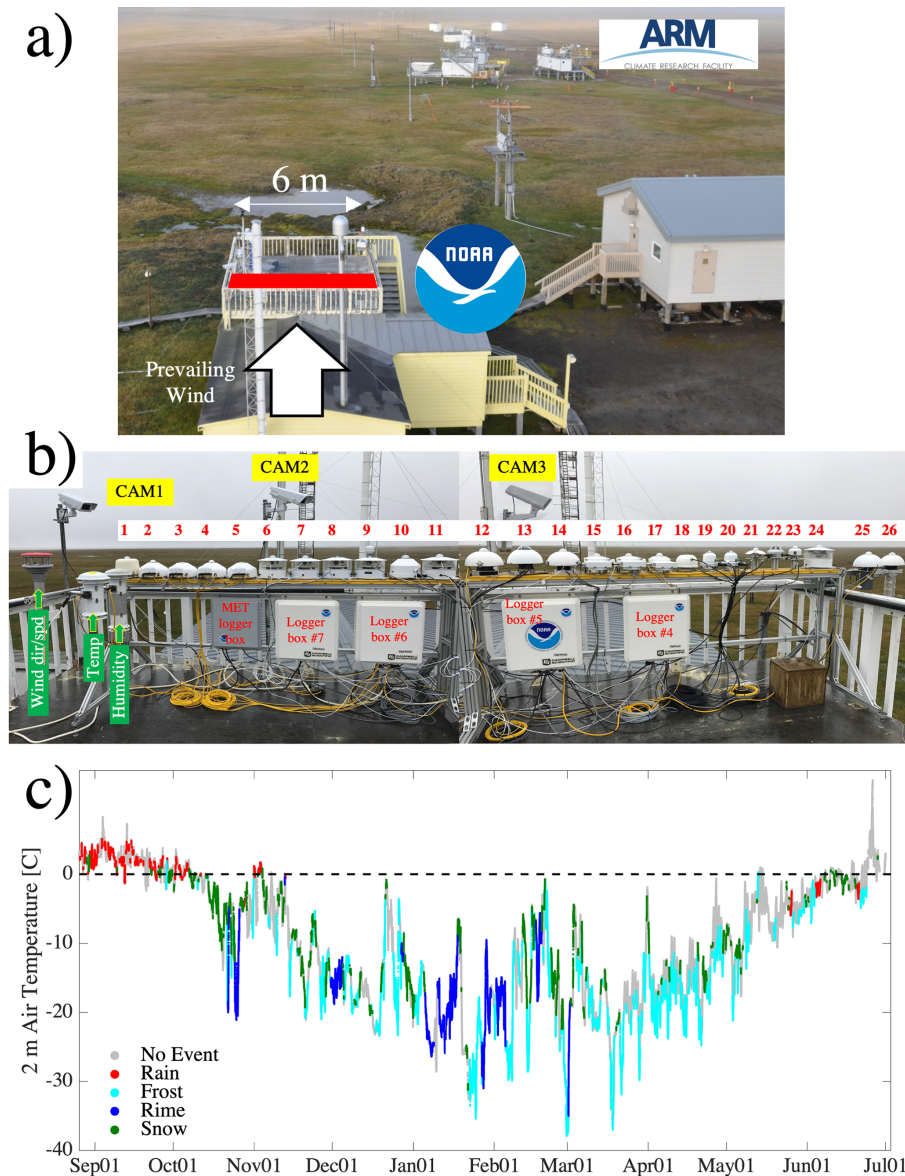 a)
ARM
CLIMATE RESEARCH FACILITY
6 m
NOAA
Prevailing
Wind
b)
CAM1
CAM2
CAM3
1 2 3 4 5 6 7 8 9 10 11 12 13 14 15 16 17 18 19 20 21 22 23 24 25 26
MET
logger
box
Logger
box #7
Logger
box #6
Logger
box #5
NOAA
Logger
box #4
CAMPBELL
Wind dir/spd
Temp
Humidity
c)
2 m Air Temperature [C]
0
-10
-20
-30
-40
No Event
Rain
Frost
Rime
Snow
Sep01 Oct01 Nov01 Dec01 Jan01 Feb01 Mar01 Apr01 May01 Jun01 Jul01